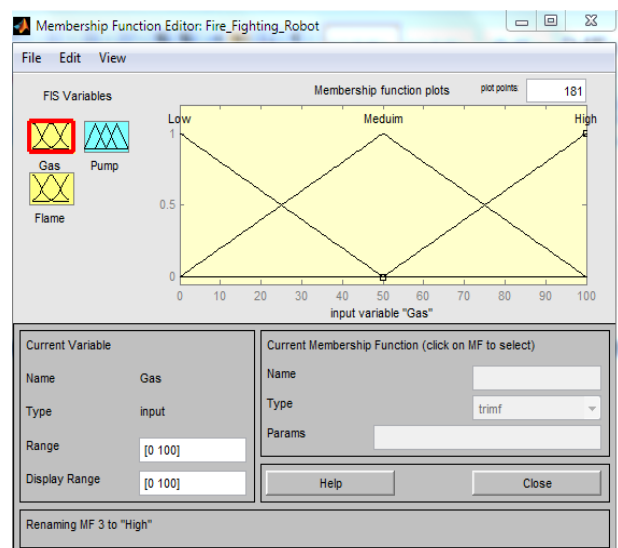 Membership Function Editor: Fire_Fighting_Robot
File Edit View
FIS Variables
Membership function plots
plot points:
181
Gas
Pump
Flame
Low
Meduim
High
1
0.5
0
0 10 20 30 40 50 60 70 80 90 100
input variable "Gas"
Current Variable
Name Gas
Type input
Range [0 100]
Display Range [0 100]
Current Membership Function (click on MF to select)
Name
Type trimf
Params
Help
Close
Renaming MF 3 to "High"